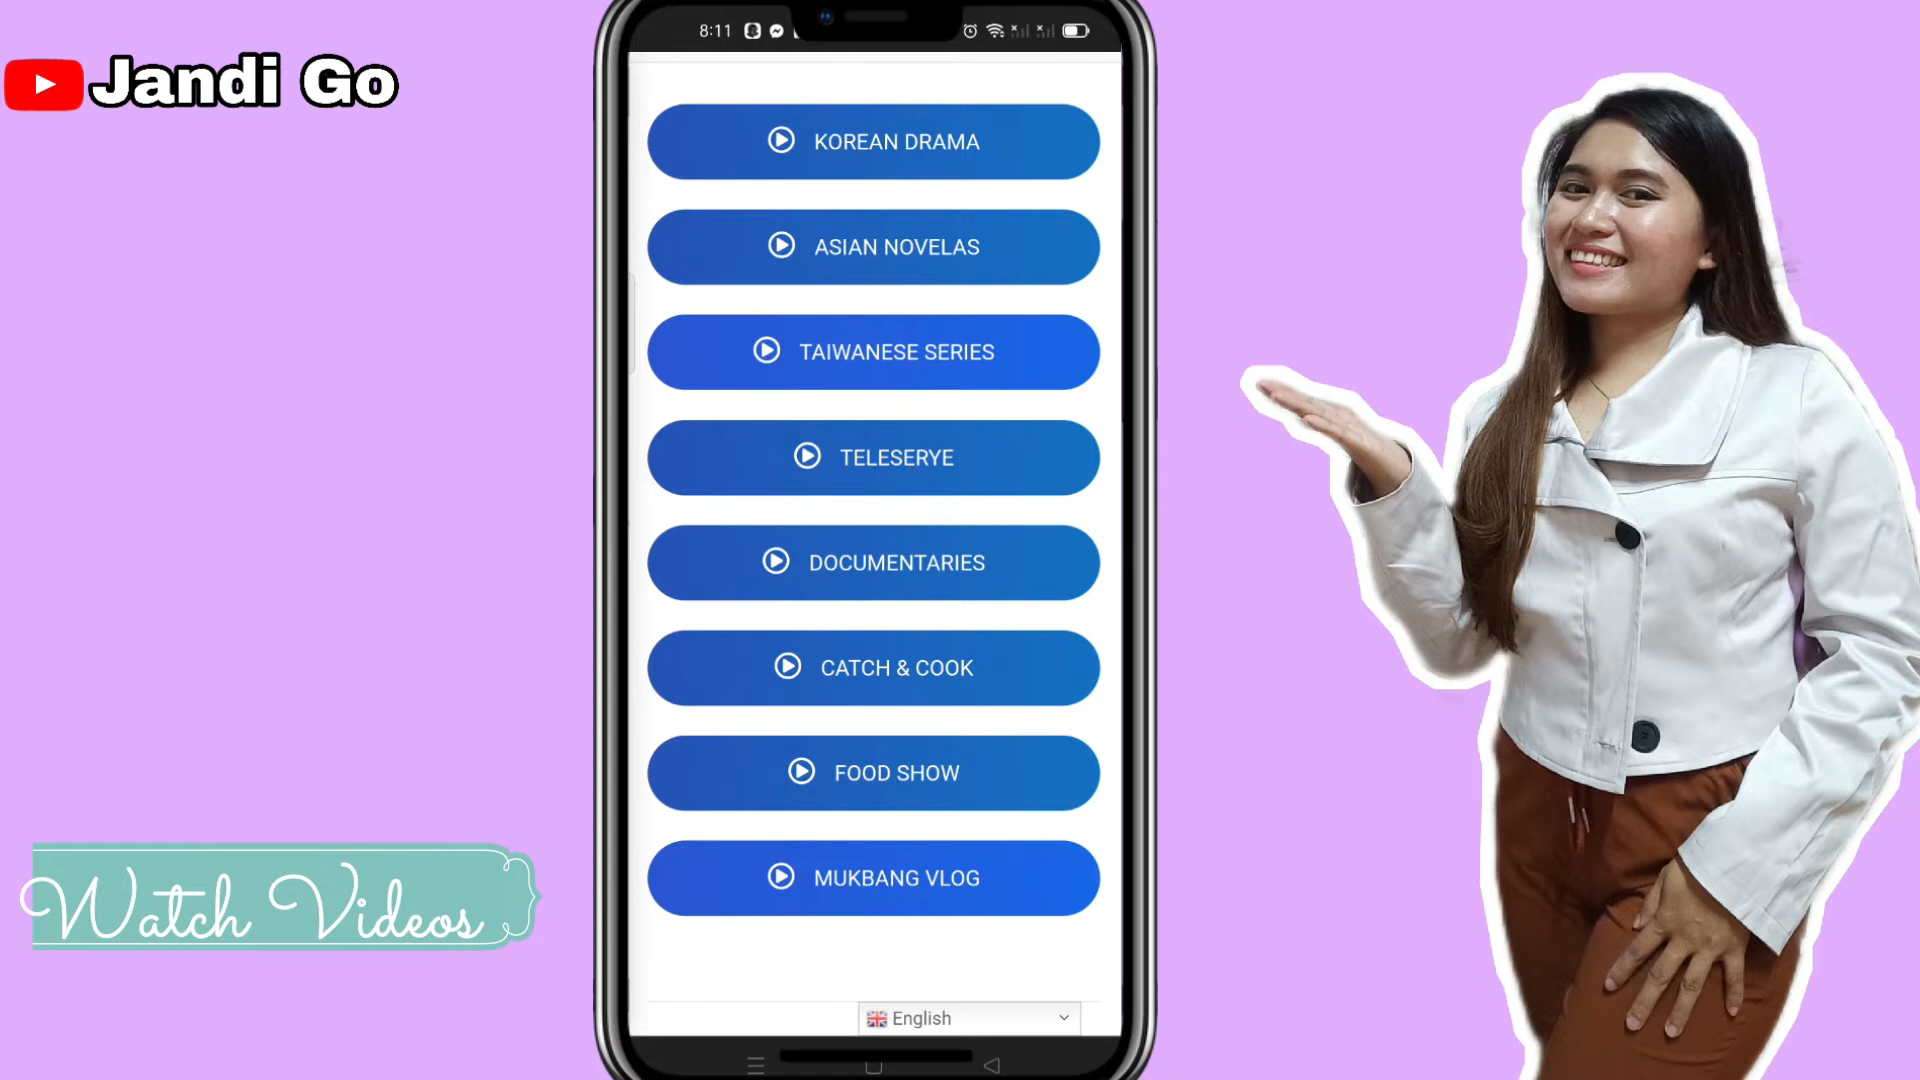 Jandi Go
8:11
KOREAN DRAMA
ASIAN NOVELAS
TAIWANESE SERIES
TELESERYE
DOCUMENTARIES
CATCH & COOK
FOOD SHOW
MUKBANG VLOG
Watch Videos
English